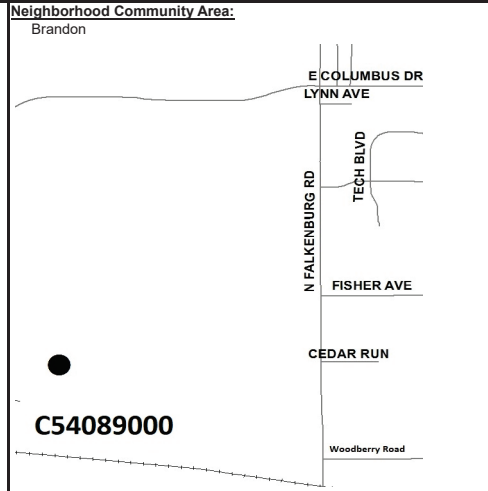 Neighborhood Community Area:
Brandon
E COLUMBUS DR
LYNN AVE
TECH BLVD
N FALKENBURG RD
FISHER AVE
CEDAR RUN
C54089000
Woodberry Road